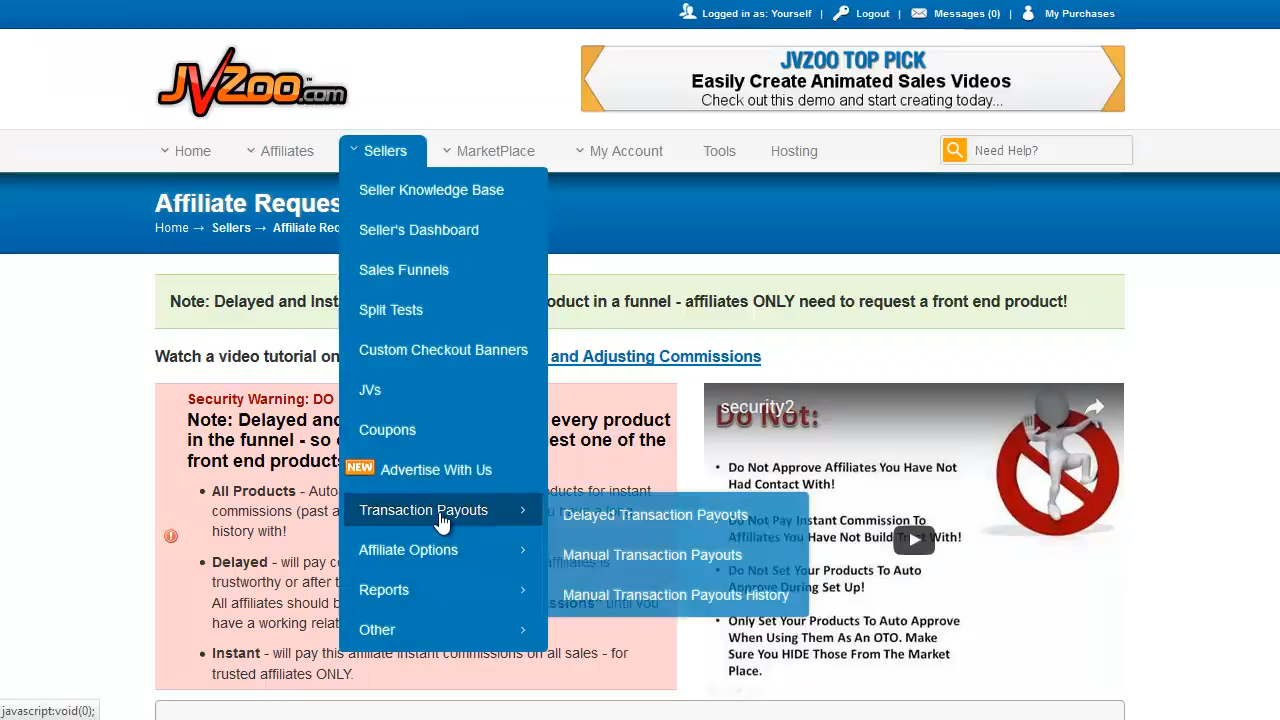 Logged in as: Yourself | Logout | Messages (0) | My Purchases
JVZoo.com
JVZOO TOP PICK
Easily Create Animated Sales Videos
Check out this demo and start creating today...
Home Affiliates Sellers MarketPlace My Account Tools Hosting Need Help?
Affiliate Reques
Home → Sellers → Affiliate Req
Seller Knowledge Base
Seller's Dashboard
Sales Funnels
Split Tests
Custom Checkout Banners
JVs
Coupons
NEW Advertise With Us
Transaction Payouts
Affiliate Options
Reports
Other
Delayed Transaction Payouts
Manual Transaction Payouts
Manual Transaction Payouts History
Note: Delayed and Inst oduct in a funnel - affiliates ONLY need to request a front end product!
Watch a video tutorial on and Adjusting Commissions
Security Warning: DO
Note: Delayed and every product
in the funnel - so est one of the
front end products
All Products - Auto ducts for instant
commissions (past a
history with!
Delayed - will pay co affiliates is
trustworthy or after t
All affiliates should b until you
have a working relat
Instant - will pay this affiliate instant commissions on all sales - for
trusted affiliates ONLY.
security2
Do Not:
Do Not Approve Affiliates You Have Not
Had Contact With!
Do Not Pay Instant Commission To
Affiliates You Have Not Build Trust With!
Do Not Set Your Products To Auto
Approve During Set Up!
Only Set Your Products To Auto Approve
When Using Them As An OTO. Make
Sure You HIDE Those From The Market
Place.
javascript:void(0);